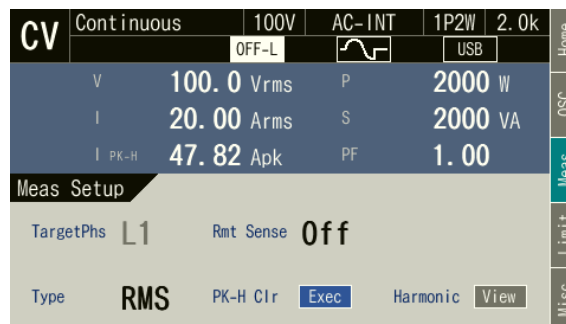 CV Continuous 100V AC-INT 1P2W 2.0k
OFF-L USB
V 100.0 Vrms P 2000 W
I 20.00 Arms S 2000 VA
I PK-H 47.82 Apk PF 1.00
Meas Setup
TargetPhs L1 Rmt Sense Off
Type RMS PK-H Clr Exec Harmonic View
Home
OSC
Meas
Limit
Misc